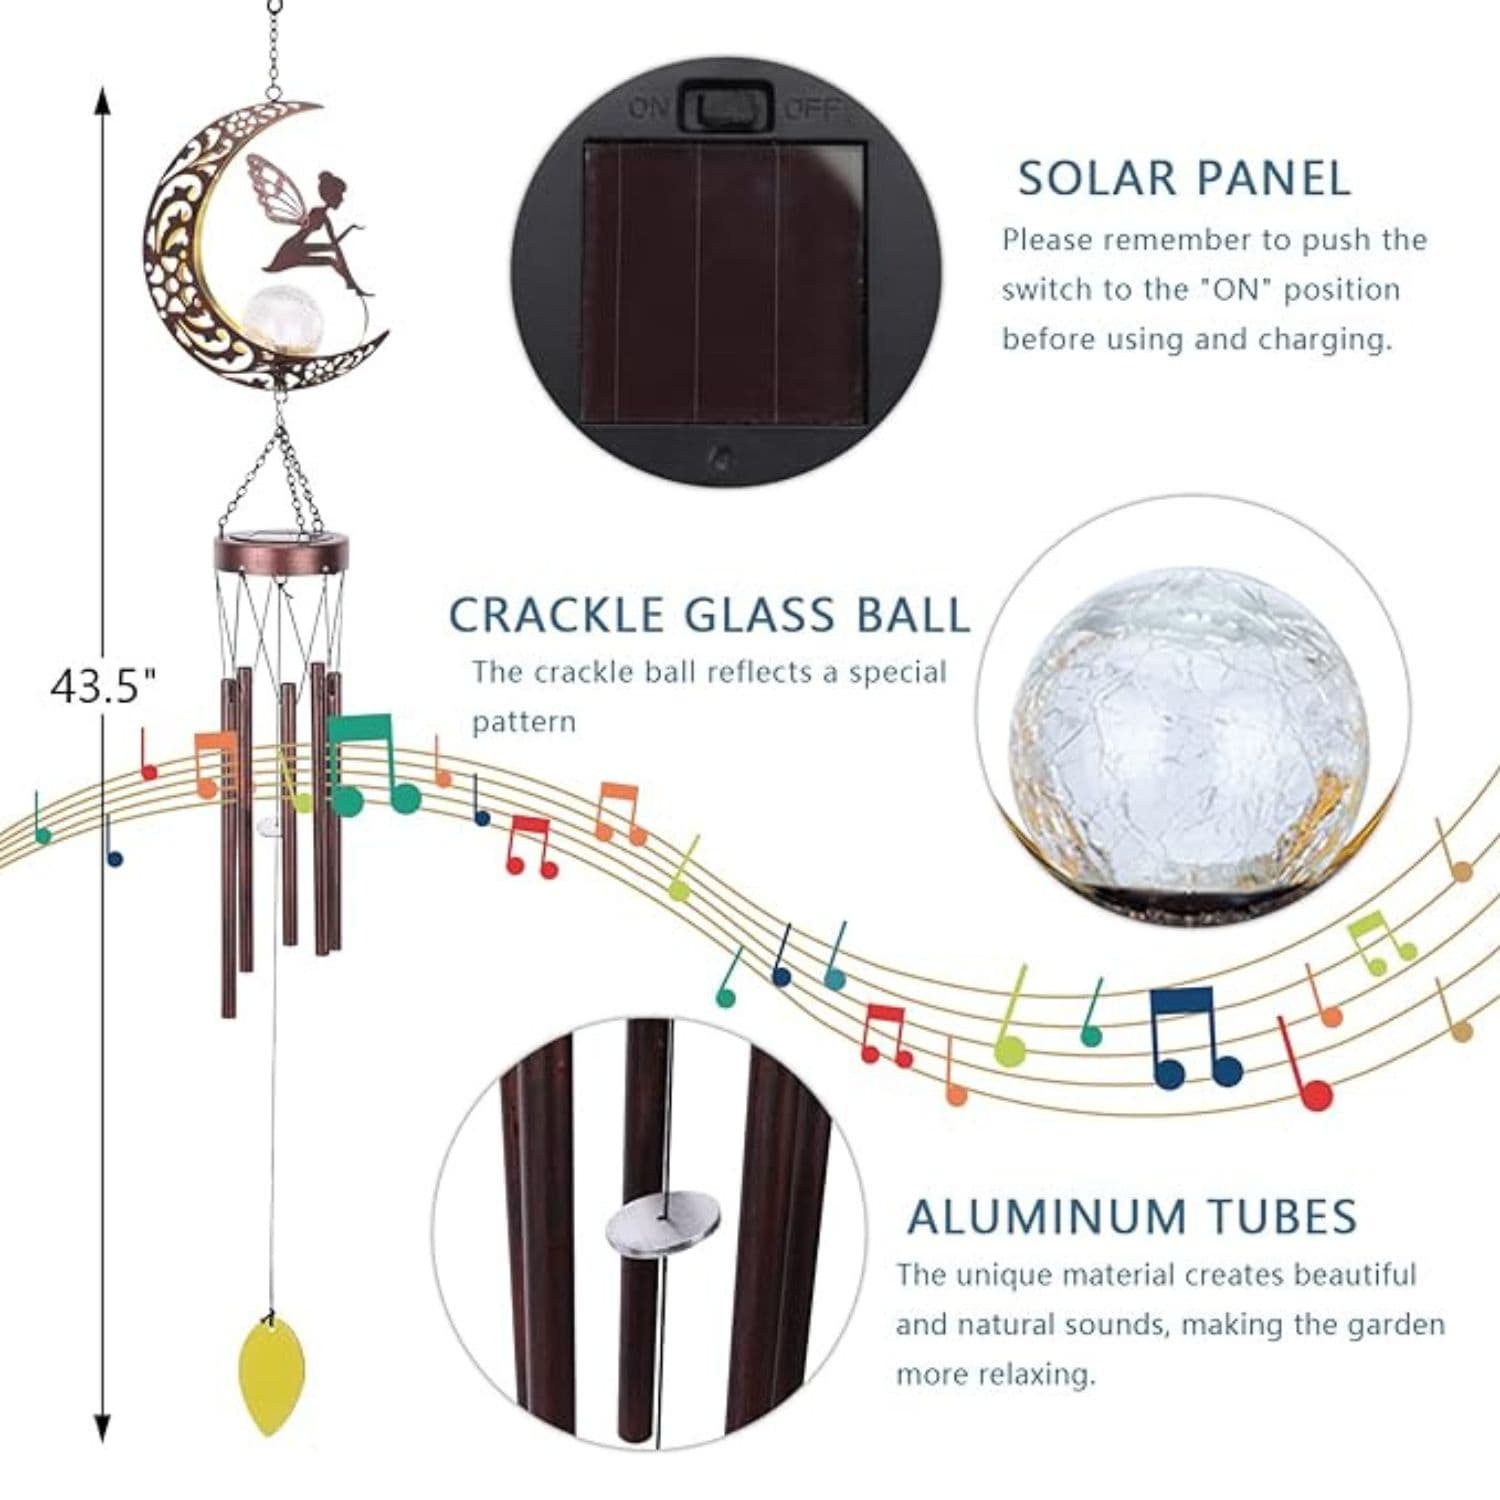 ON OFF
SOLAR PANEL
Please remember to push the
switch to the "ON" position
before using and charging.
CRACKLE GLASS BALL
The crackle ball reflects a special
pattern
43.5"
ALUMINUM TUBES
The unique material creates beautiful
and natural sounds, making the garden
more relaxing.